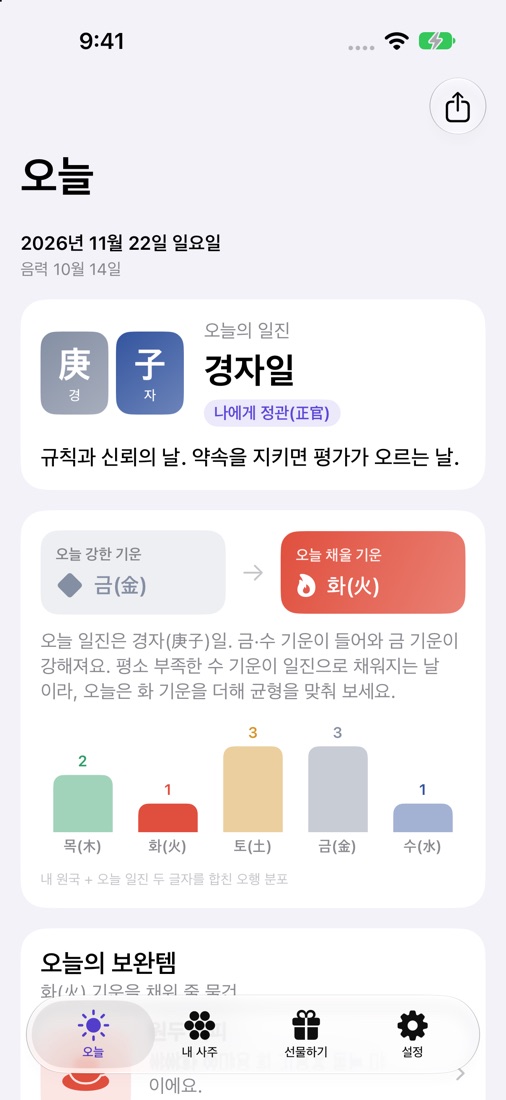 9:41
오늘
2026년 11월 22일 일요일
음력 10월 14일
庚
경
子
자
오늘의 일진
경자일
나에게 정관(正官)
규칙과 신뢰의 날. 약속을 지키면 평가가 오르는 날.
오늘 강한 기운
금(金)
오늘 채울 기운
화(火)
오늘 일진은 경자(庚子)일. 금·수 기운이 들어와 금 기운이
강해져요. 평소 부족한 수 기운이 일진으로 채워지는 날
이라, 오늘은 화 기운을 더해 균형을 맞춰 보세요.
2
1
3
3
1
목(木)
화(火)
토(土)
금(金)
수(水)
내 원국 + 오늘 일진 두 글자를 합친 오행 분포
오늘의 보완템
화(火) 기운을 채워 줄 물건
이에요.
오늘
내 사주
선물하기
설정